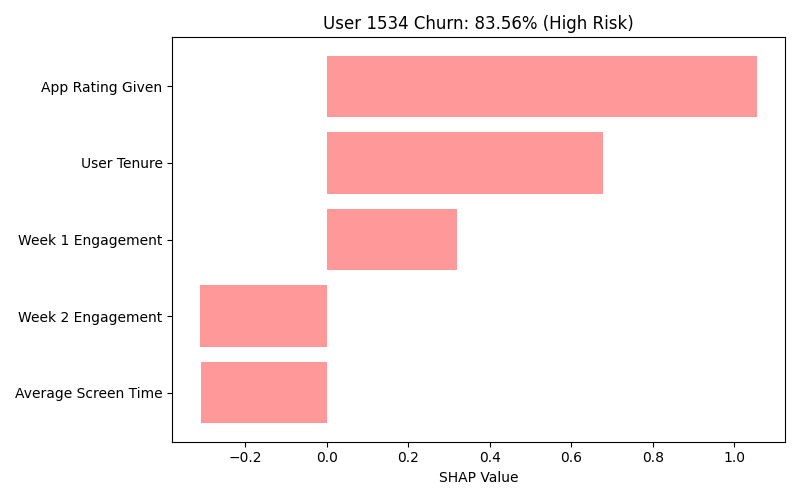 User 1534 Churn: 83.56% (High Risk)
App Rating Given
User Tenure
Week 1 Engagement
Week 2 Engagement
Average Screen Time
−0.2 0.0 0.2 0.4 0.6 0.8 1.0
SHAP Value